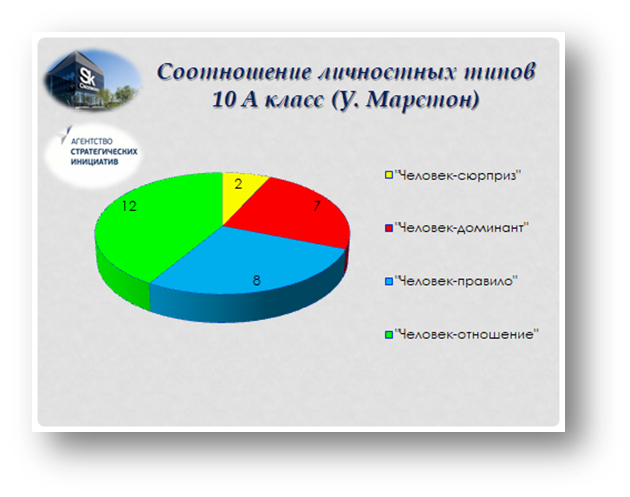 Соотношение личностных типов
10 А класс (У. Марстон)
Sk
АГЕНТСТВО
СТРАТЕГИЧЕСКИХ
ИНИЦИАТИВ
2
7
8
12
"Человек-сюрприз"
"Человек-доминант"
"Человек-правило"
"Человек-отношение"